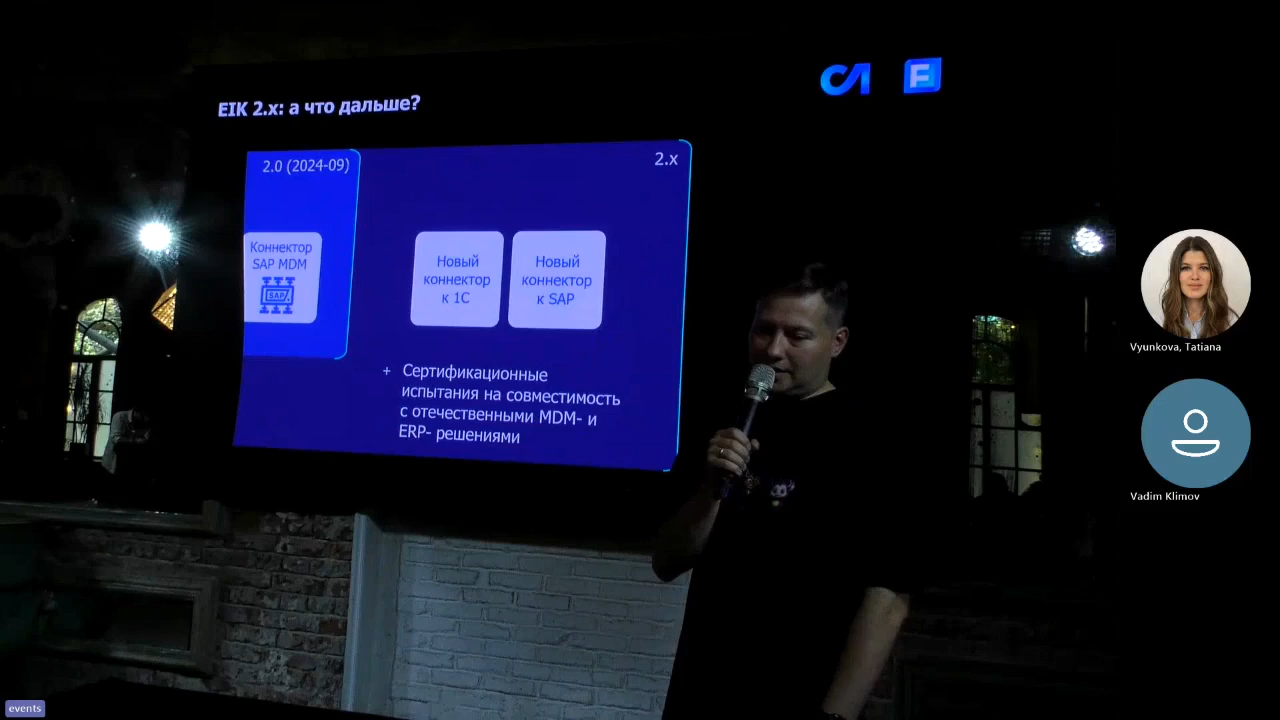 EIK 2.x: а что дальше?
СЛ
F
2.0 (2024-09)
2.x
Коннектор
SAP MDM
SAP
Новый
коннектор
к 1С
Новый
коннектор
к SAP
+ Сертификационные
испытания на совместимость
с отечественными MDM- и
ERP- решениями
Vyunkova, Tatiana
Vadim Klimov
events